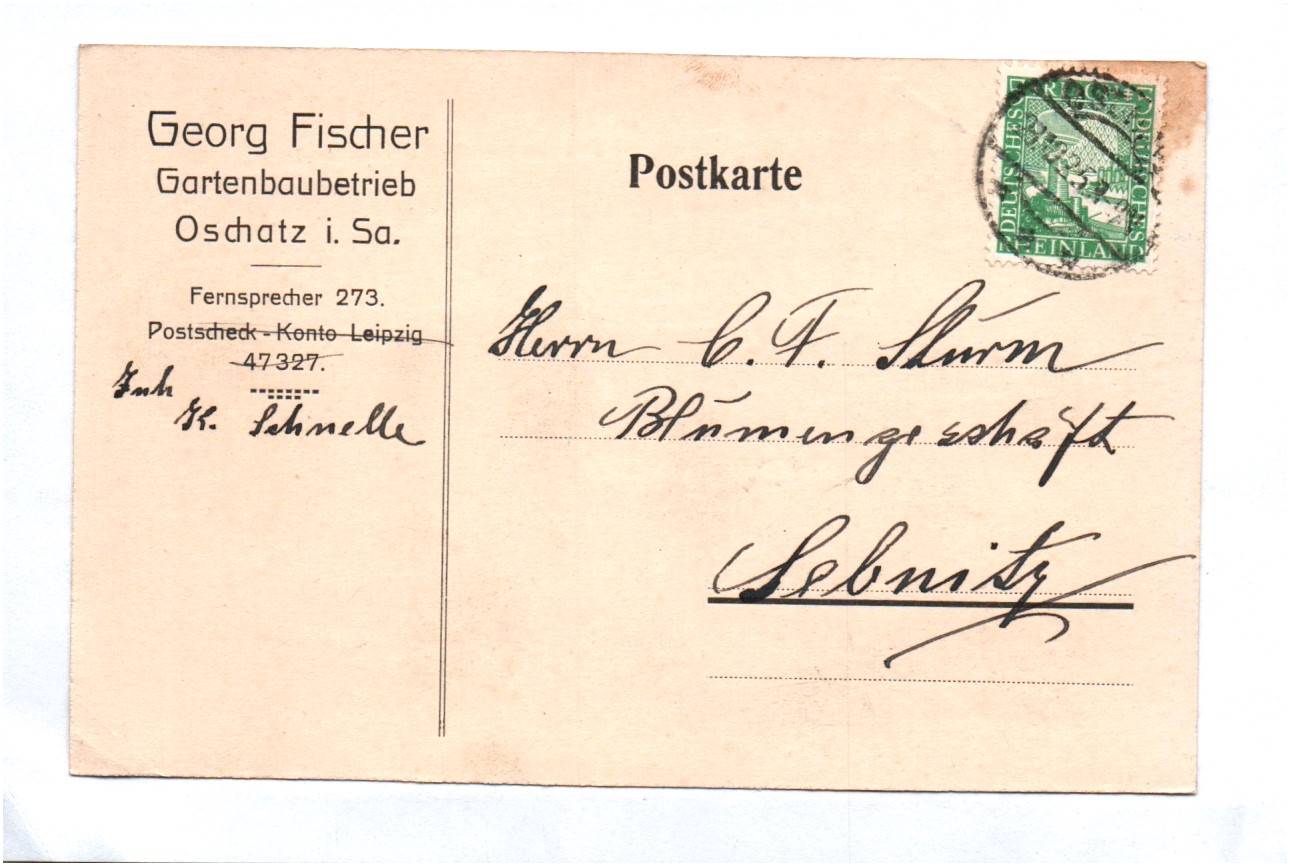 Georg Fischer
Gartenbaubetrieb
Oschatz i. Sa.
Fernsprecher 273.
Postscheck-Konto Leipzig
47327.
Inh
K. Schnelle
Postkarte
DEUTSCHES REICH
DEUTSCHES
RHEINLAND
Herrn C. F. Sturm
Blumengeschäft
Sebnitz